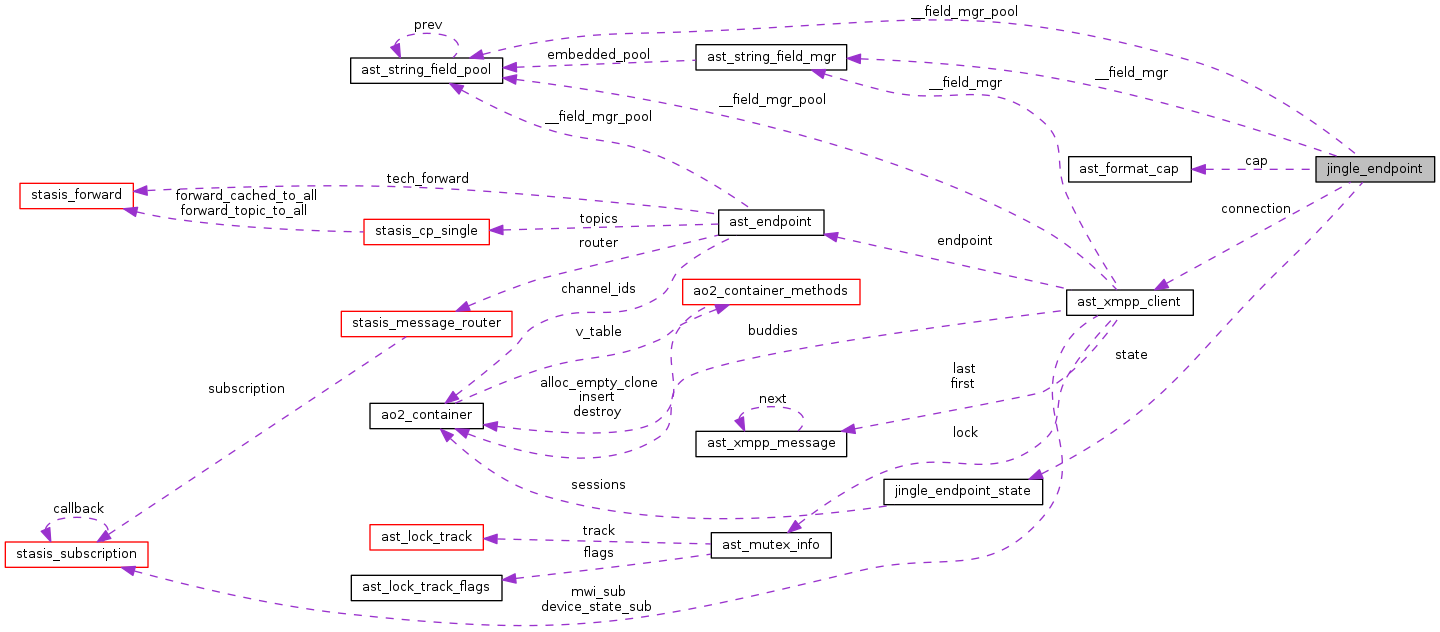 __field_mgr_pool
prev
embedded_pool
ast_string_field_mgr
ast_string_field_pool
__field_mgr
__field_mgr
__field_mgr_pool
__field_mgr_pool
cap
ast_format_cap
jingle_endpoint
tech_forward
stasis_forward
forward_cached_to_all
forward_topic_to_all
connection
topics
ast_endpoint
stasis_cp_single
router
endpoint
channel_ids
ao2_container_methods
ast_xmpp_client
stasis_message_router
v_table
buddies
state
last
first
subscription
alloc_empty_clone
insert
destroy
next
ao2_container
lock
ast_xmpp_message
sessions
jingle_endpoint_state
callback
track
ast_lock_track
ast_mutex_info
stasis_subscription
flags
ast_lock_track_flags
mwi_sub
device_state_sub